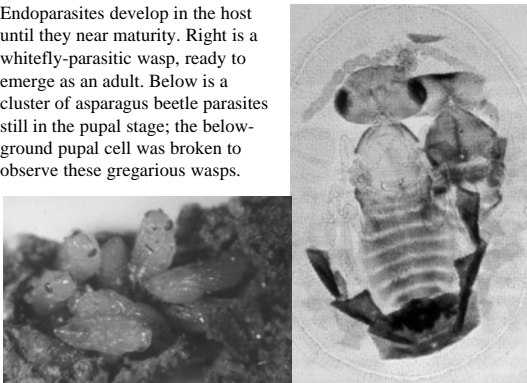 Endoparasites develop in the host
until they near maturity. Right is a
whitefly-parasitic wasp, ready to
emerge as an adult. Below is a
cluster of asparagus beetle parasites
still in the pupal stage; the below-
ground pupal cell was broken to
observe these gregarious wasps.